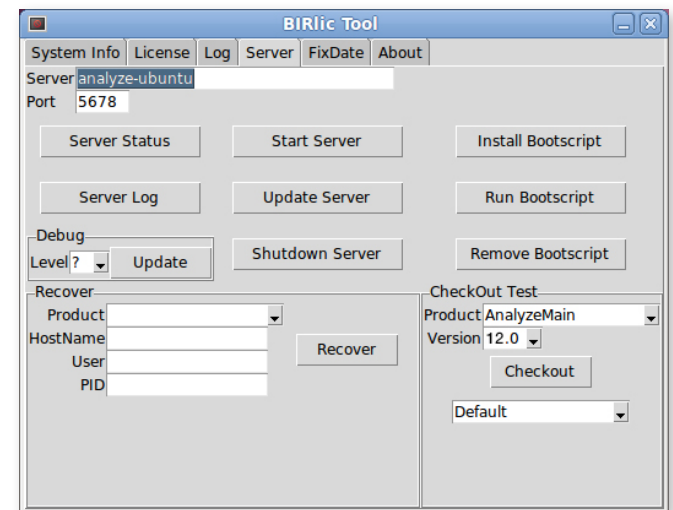 BIRlic Tool
System Info License Log Server FixDate About
Server analyze-ubuntu
Port 5678
Server Status Start Server Install Bootscript
Server Log Update Server Run Bootscript
Debug
Level ? Update Shutdown Server Remove Bootscript
Recover
Product
HostName
User
PID
Recover
CheckOut Test
Product AnalyzeMain
Version 12.0
Checkout
Default